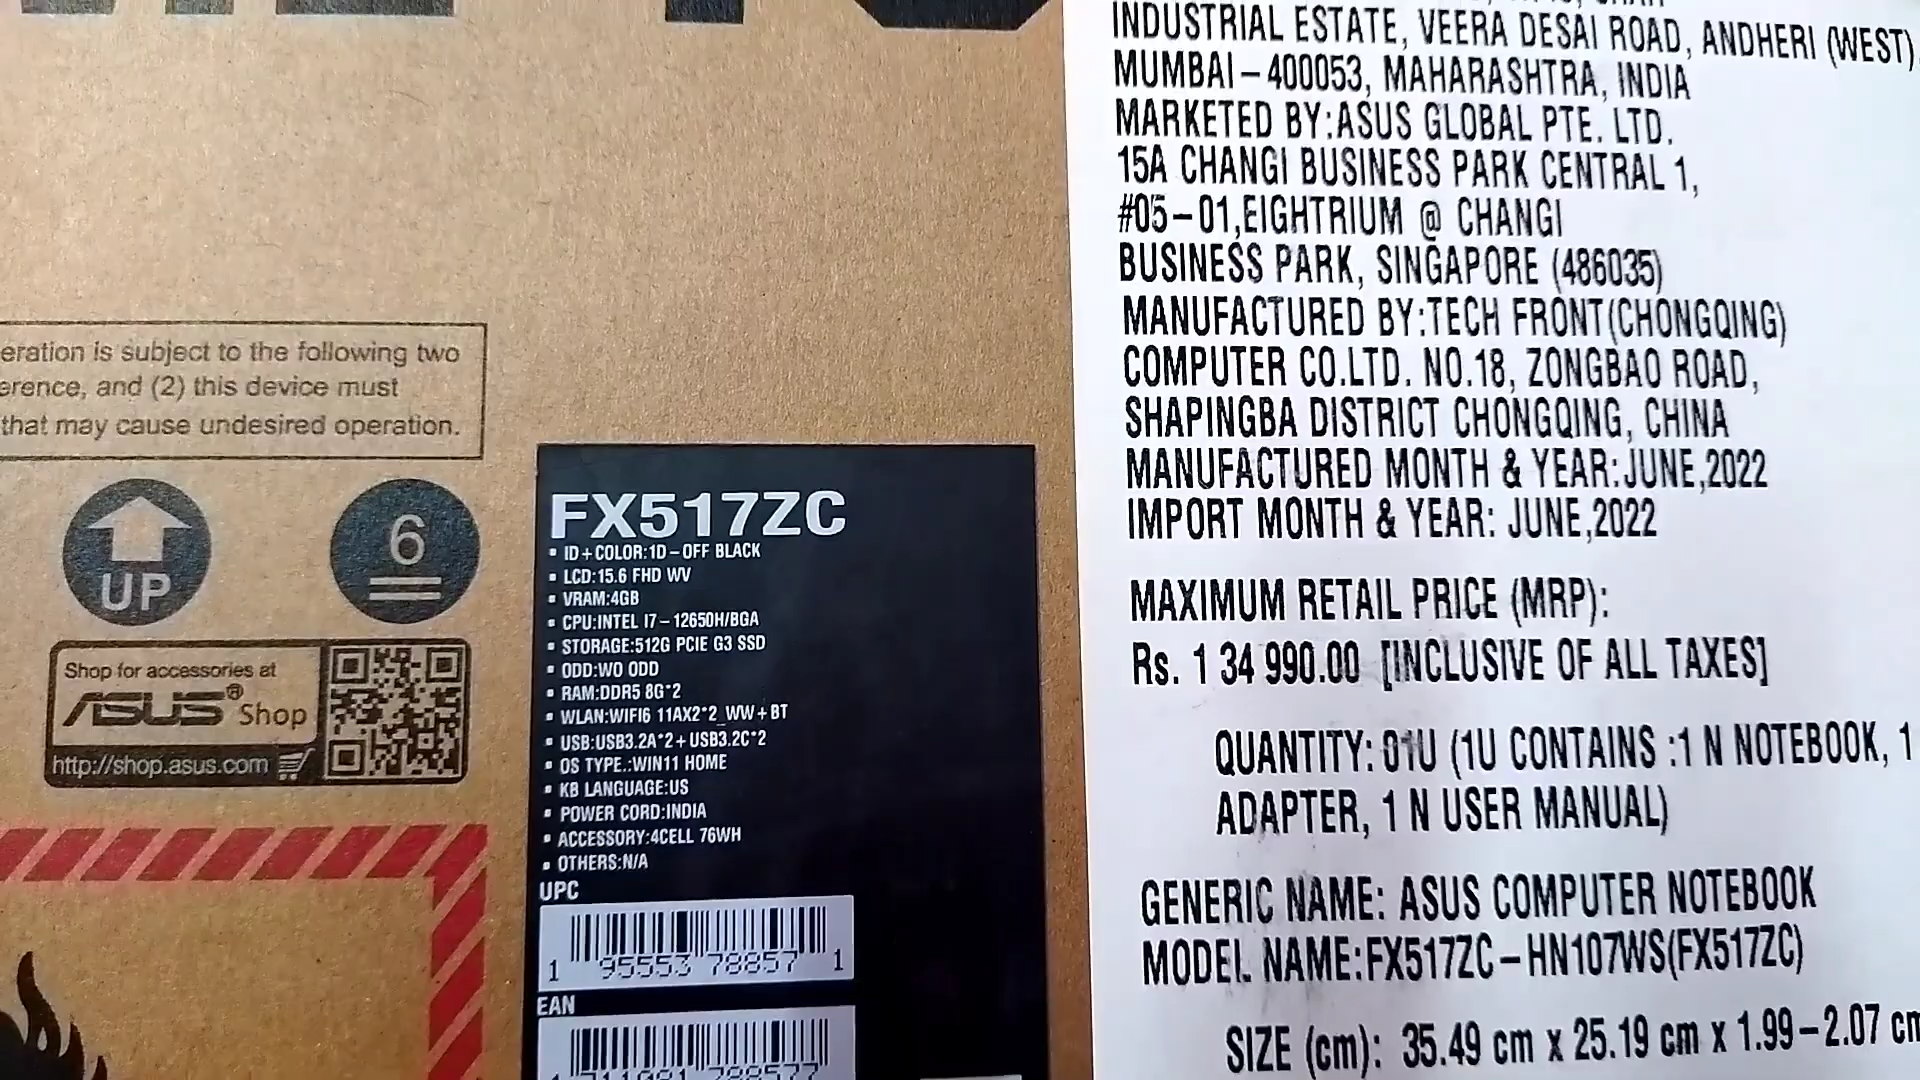 eration is subject to the following two
erence, and (2) this device must
that may cause undesired operation.
UP
6
Shop for accessories at
ASUS® Shop
http://shop.asus.com
FX517ZC
▪ ID+COLOR:1D-OFF BLACK
▪ LCD:15.6 FHD WV
▪ VRAM:4GB
▪ CPU:INTEL I7-12650H/BGA
▪ STORAGE:512G PCIE G3 SSD
▪ ODD:WO ODD
▪ RAM:DDR5 8G*2
▪ WLAN:WIFI6 11AX2*2_WW+BT
▪ USB:USB3.2A*2+USB3.2C*2
▪ OS TYPE.:WIN11 HOME
▪ KB LANGUAGE:US
▪ POWER CORD:INDIA
▪ ACCESSORY:4CELL 76WH
▪ OTHERS:N/A
UPC
1 95553 78857 1
EAN
INDUSTRIAL ESTATE, VEERA DESAI ROAD, ANDHERI (WEST),
MUMBAI-400053, MAHARASHTRA, INDIA
MARKETED BY:ASUS GLOBAL PTE. LTD.
15A CHANGI BUSINESS PARK CENTRAL 1,
#05-01,EIGHTRIUM @ CHANGI
BUSINESS PARK, SINGAPORE (486035)
MANUFACTURED BY:TECH FRONT(CHONGQING)
COMPUTER CO.LTD. NO.18, ZONGBAO ROAD,
SHAPINGBA DISTRICT CHONGQING, CHINA
MANUFACTURED MONTH & YEAR:JUNE,2022
IMPORT MONTH & YEAR: JUNE,2022
MAXIMUM RETAIL PRICE (MRP):
Rs. 1 34 990.00 [INCLUSIVE OF ALL TAXES]
QUANTITY: 01U (1U CONTAINS :1 N NOTEBOOK, 1
ADAPTER, 1 N USER MANUAL)
GENERIC NAME: ASUS COMPUTER NOTEBOOK
MODEL NAME:FX517ZC-HN107WS(FX517ZC)
SIZE (cm): 35.49 cm x 25.19 cm x 1.99-2.07 cm